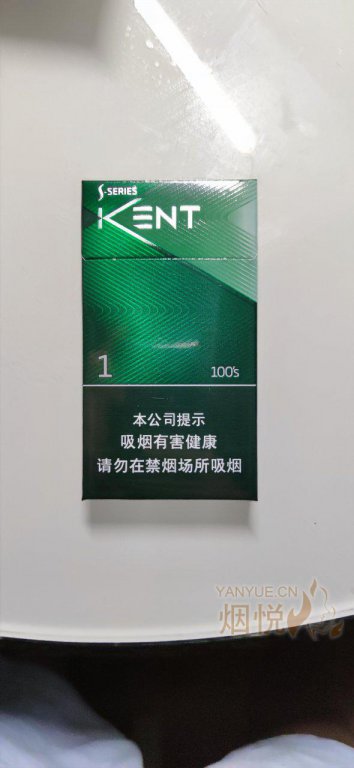 S-SERIES
KENT
1
100's
本公司提示
吸烟有害健康
请勿在禁烟场所吸烟
YANYUE.CN
烟悦